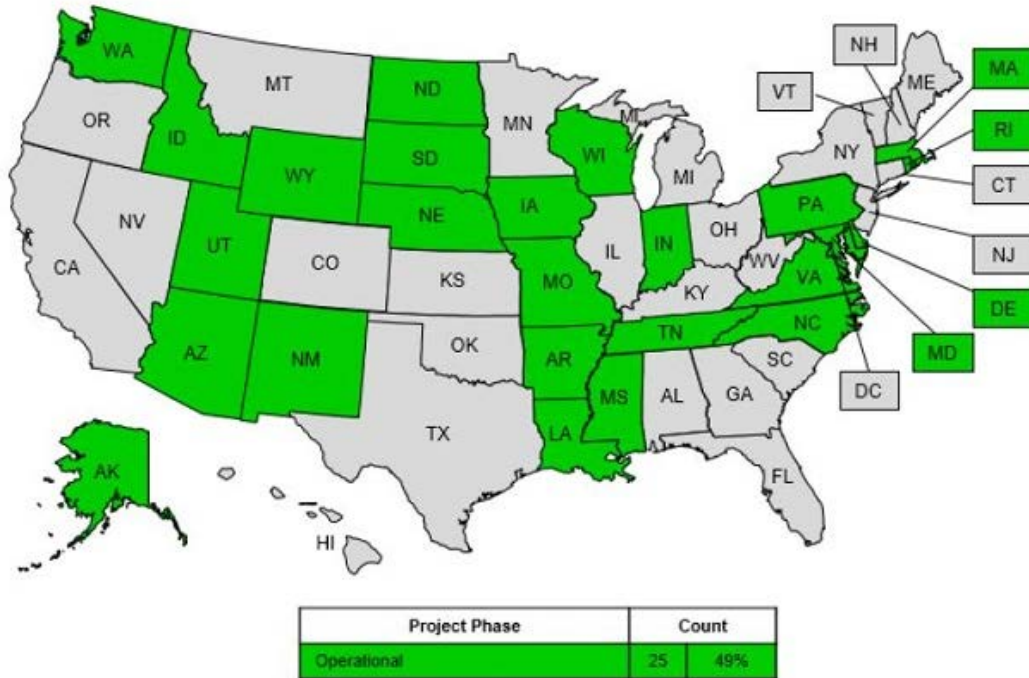 WA
MT
ND
MN
OR
ID
SD
WI
MI
MI
NH
VT
ME
MA
RI
CT
NJ
DE
MD
DC
NY
WY
NE
IA
PA
NV
UT
CO
IL
IN
OH
WV
VA
CA
KS
MO
KY
AZ
NM
OK
AR
TN
NC
SC
TX
LA
MS
AL
GA
FL
AK
HI
Project Phase Count
Operational 25 49%